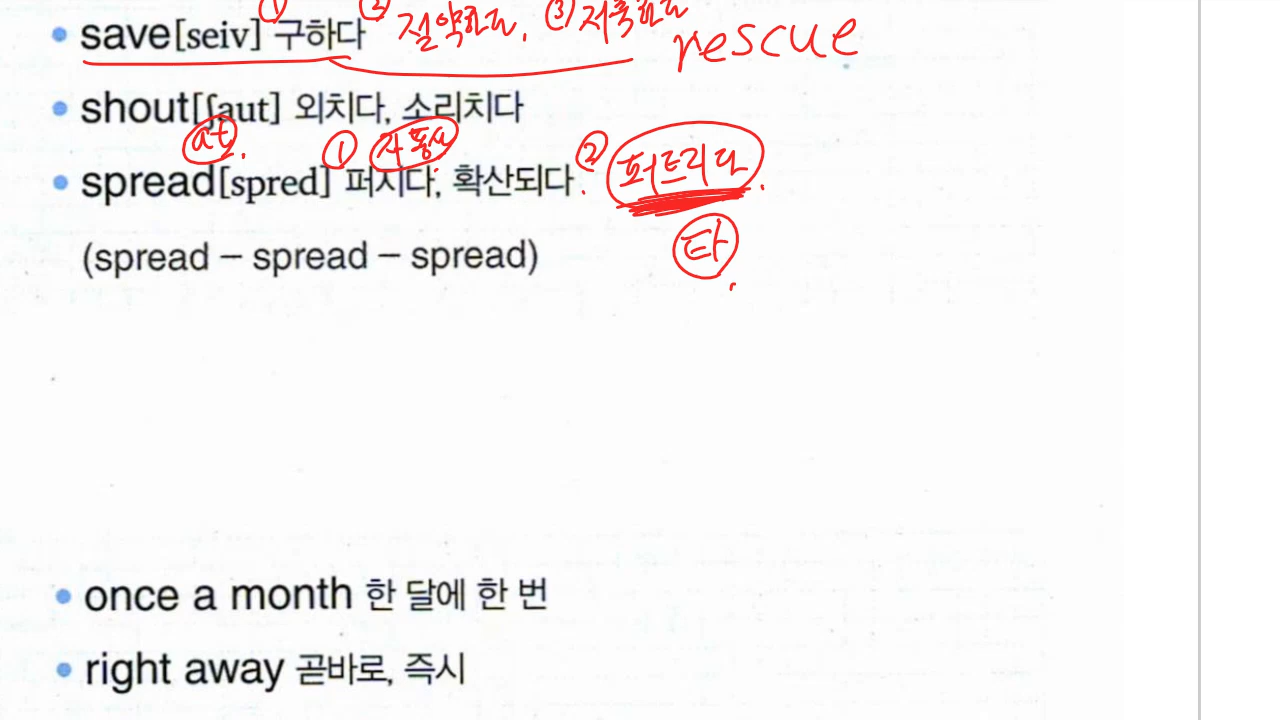 ① ② 절약하다. ③ 저축하다
save[seiv] 구하다 rescue
shout[ʃaut] 외치다, 소리치다
at. ① 자동사 ② 퍼트리다.
spread[spred] 퍼지다, 확산되다.
타.
(spread – spread – spread)
once a month 한 달에 한 번
right away 곧바로, 즉시